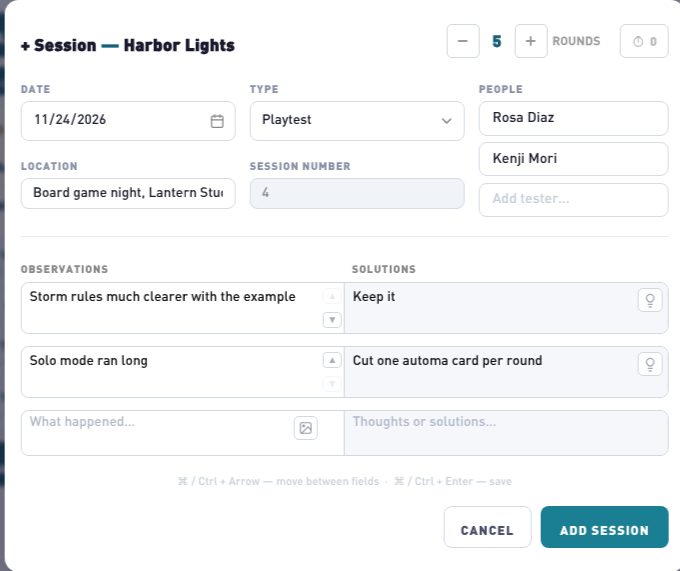 + Session — Harbor Lights
− 5 + ROUNDS 0
DATE TYPE PEOPLE
11/24/2026 Playtest Rosa Diaz
Kenji Mori
LOCATION SESSION NUMBER
Board game night, Lantern 4 Add tester...
OBSERVATIONS SOLUTIONS
Storm rules much clearer with the example Keep it
Solo mode ran long Cut one automa card per round
What happened... Thoughts or solutions...
⌘ / Ctrl + Arrow — move between fields · ⌘ / Ctrl + Enter — save
CANCEL ADD SESSION